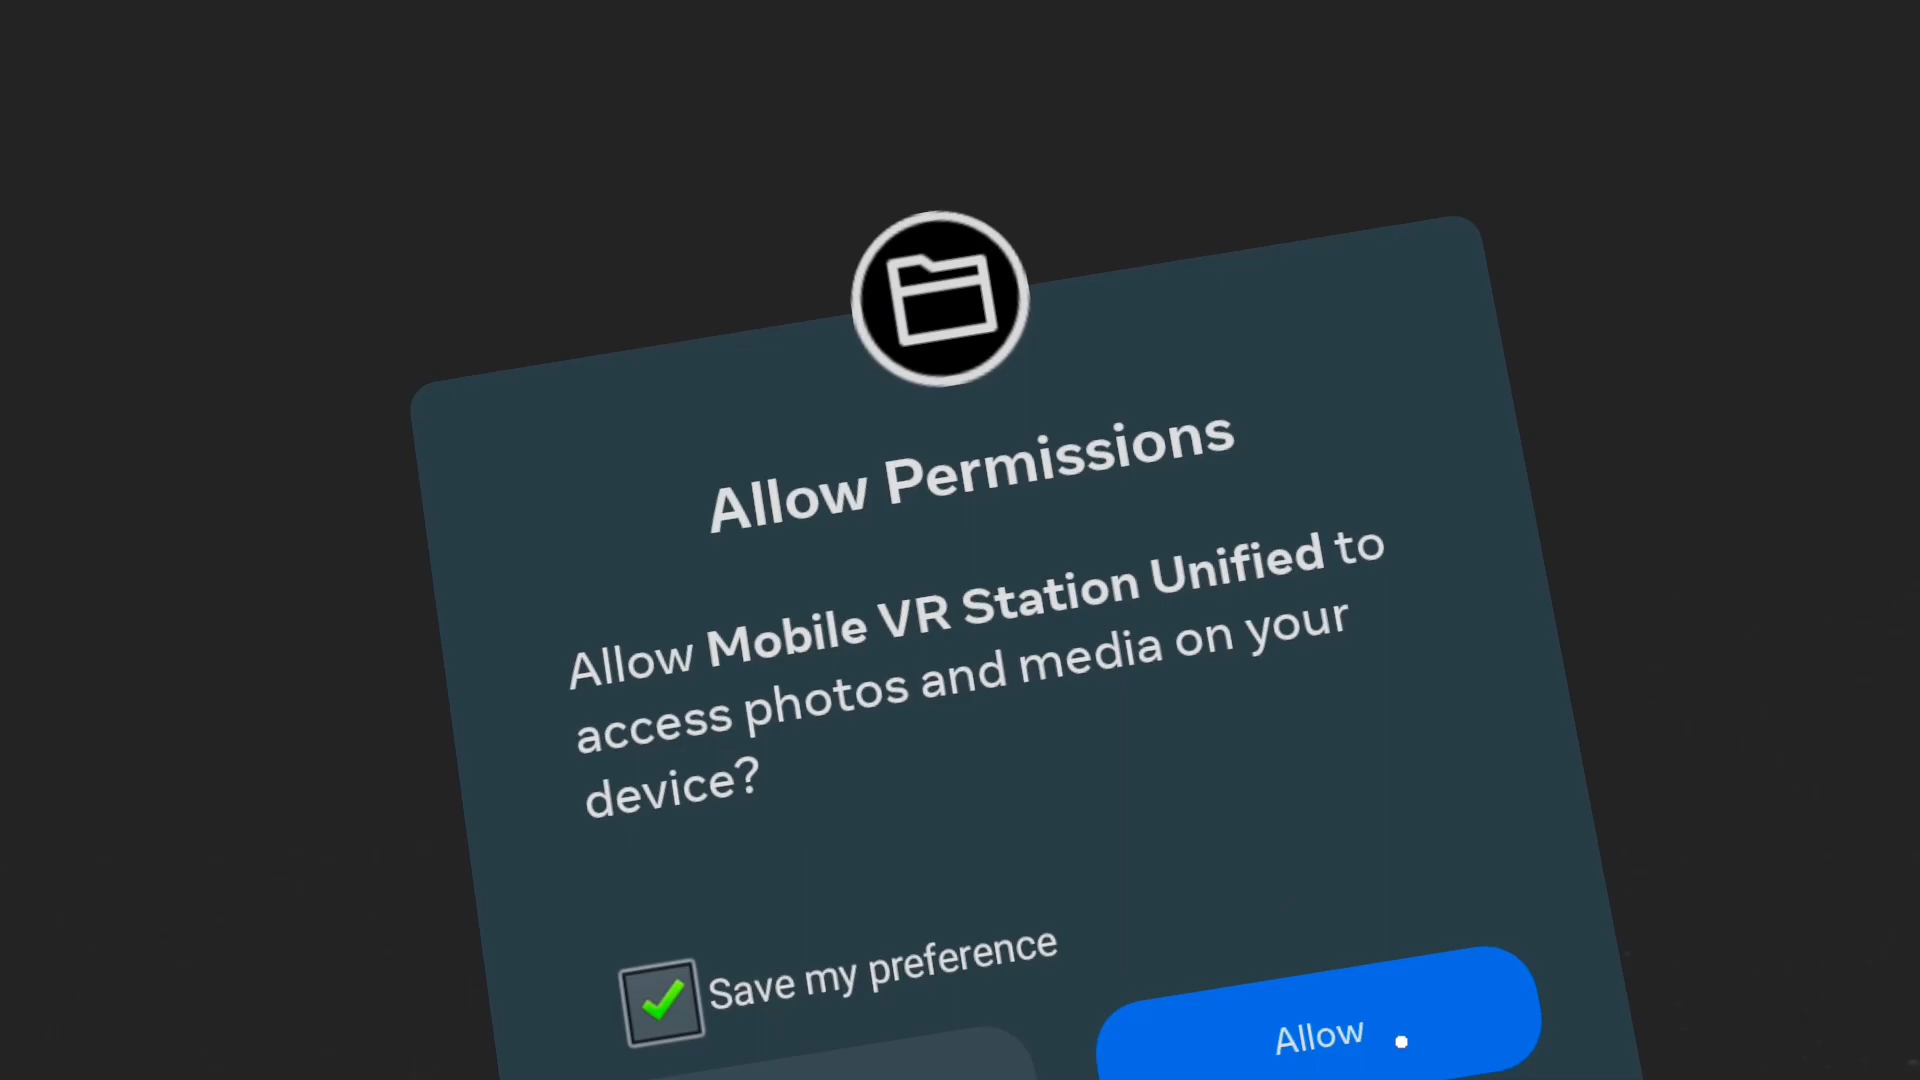 Allow Permissions
Allow Mobile VR Station Unified to
access photos and media on your
device?
Save my preference
Allow